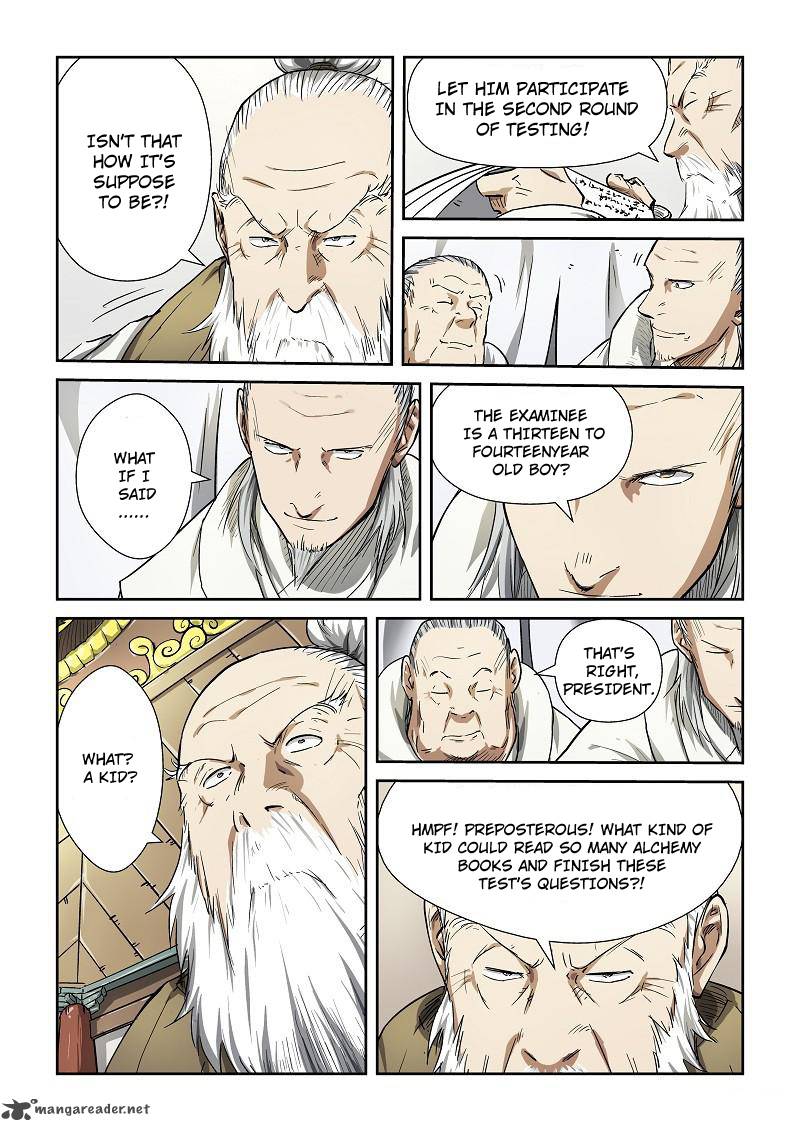 ISN'T THAT
HOW IT'S
SUPPOSE
TO BE?!
LET HIM PARTICIPATE
IN THE SECOND ROUND
OF TESTING!
WHAT
IF I
SAID
......
THE EXAMINEE
IS A THIRTEEN TO
FOURTEENYEAR
OLD BOY?
WHAT?
A KID?
THAT'S
RIGHT,
PRESIDENT.
HMPF! PREPOSTEROUS! WHAT KIND OF
KID COULD READ SO MANY ALCHEMY
BOOKS AND FINISH THESE
TEST'S QUESTIONS?!
mangareader.net